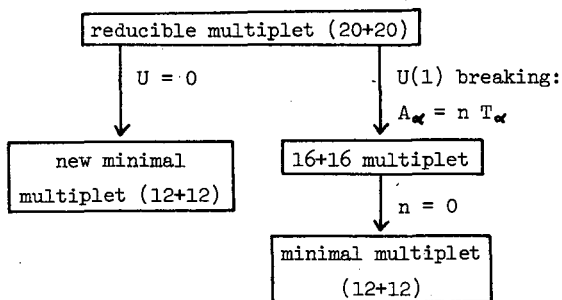 reducible multiplet (20+20)
U = 0
U(1) breaking:
A_α = n T_α
new minimal
multiplet (12+12)
16+16 multiplet
n = 0
minimal multiplet
(12+12)